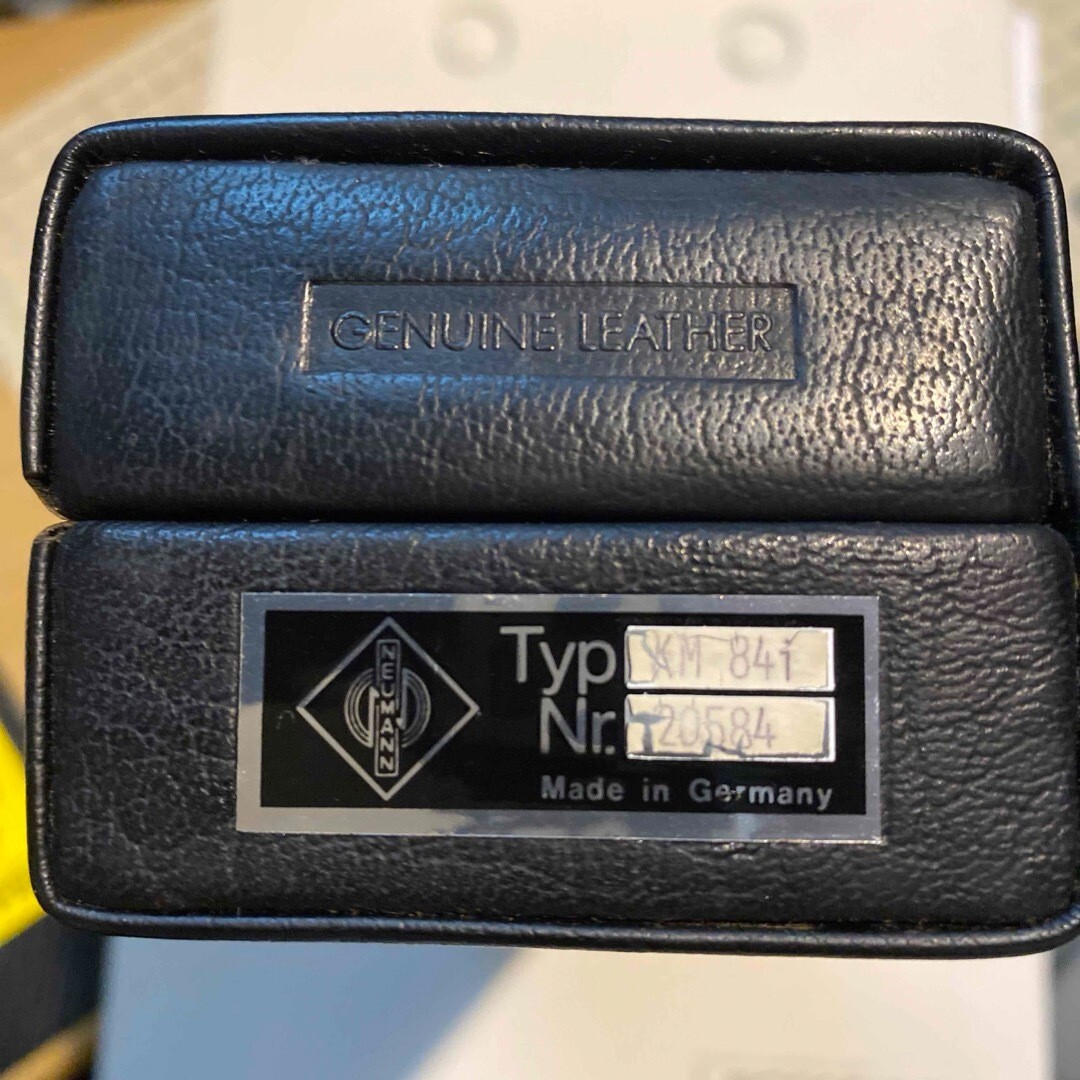 GENUINE LEATHER
NEUMANN
Typ KM 84i
Nr. 20584
Made in Germany